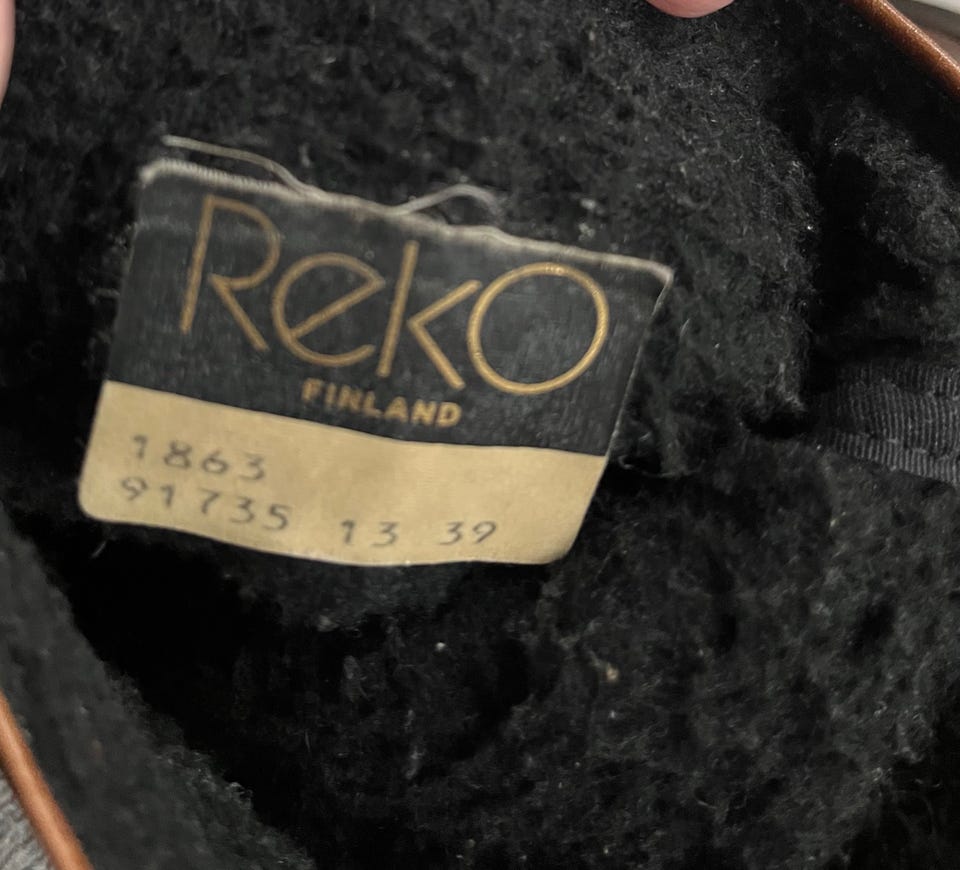 Reko
FINLAND
1863
91735 13 39